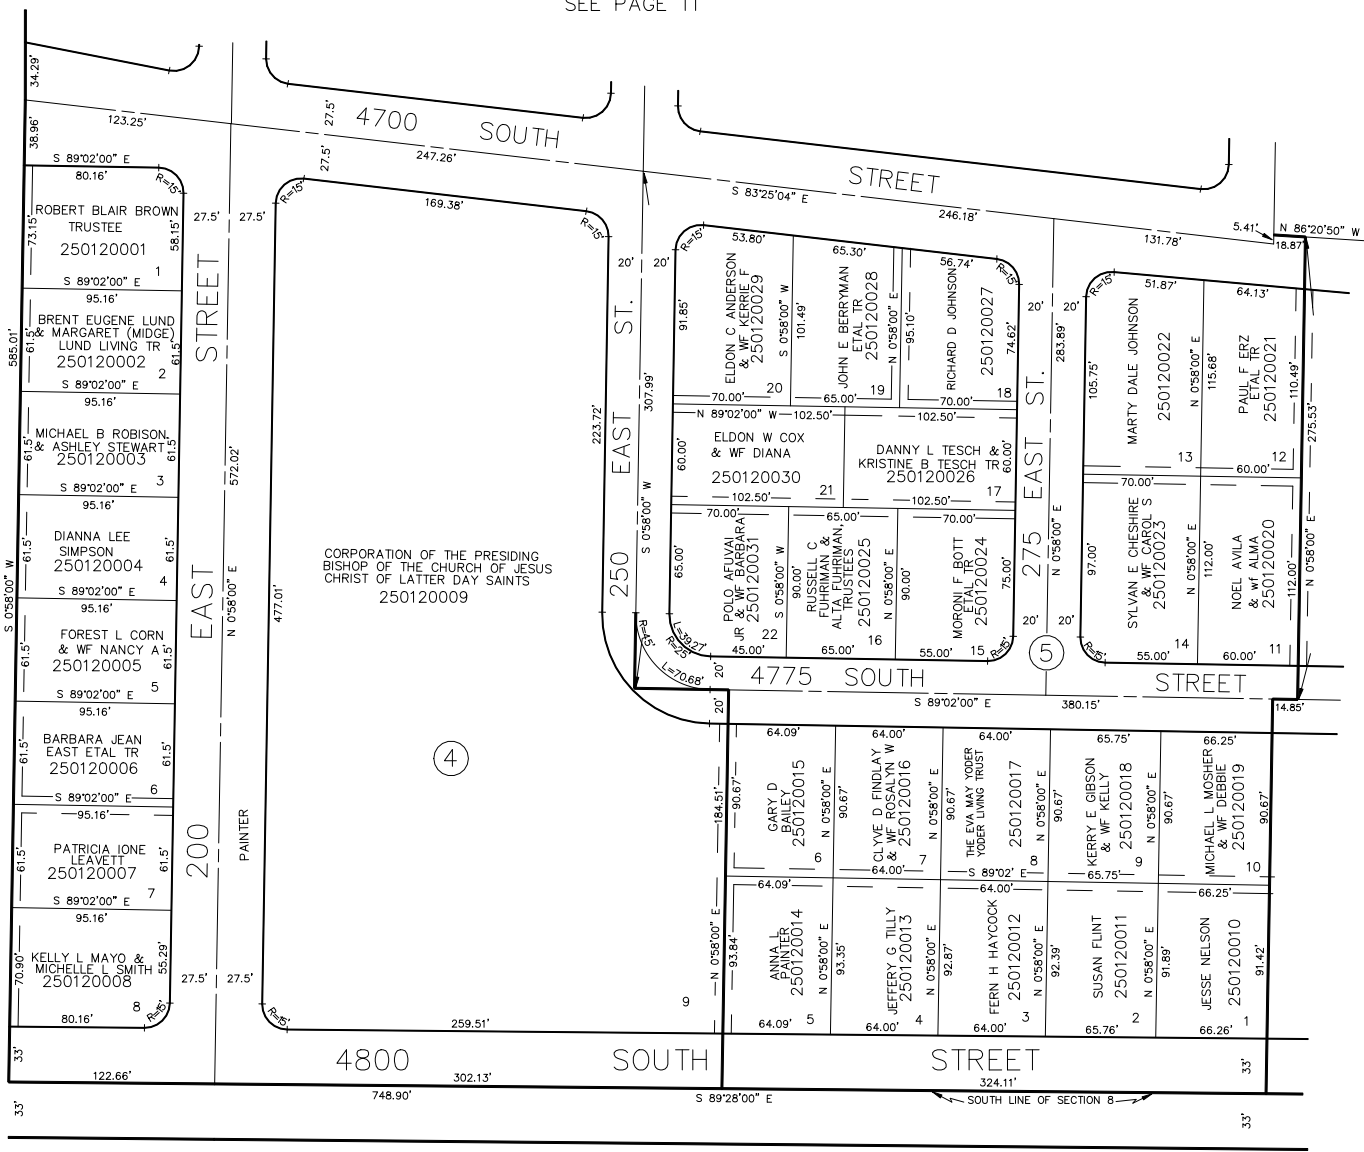 SEE PAGE 11
34.29'
38.96'
123.25'
27.5'
4700 SOUTH
27.5'
247.26'
STREET
S 83°25'04" E
246.18'
131.78'
5.41'
N 86°20'50" W
18.87'
S 89°02'00" E
80.16'
R=15'
73.15'
ROBERT BLAIR BROWN
TRUSTEE
250120001
58.15'
1
S 89°02'00" E
95.16'
585.01'
61.5'
BRENT EUGENE LUND
& MARGARET (MIDGE)
LUND LIVING TR
250120002
61.5'
2
S 89°02'00" E
95.16'
61.5'
MICHAEL B ROBISON
& ASHLEY STEWART
250120003
61.5'
3
S 89°02'00" E
95.16'
61.5'
DIANNA LEE
SIMPSON
250120004
61.5'
4
S 89°02'00" E
95.16'
S 0°58'00" W
61.5'
FOREST L CORN
& WF NANCY A
250120005
61.5'
5
S 89°02'00" E
95.16'
61.5'
BARBARA JEAN
EAST ETAL TR
250120006
61.5'
6
S 89°02'00" E
95.16'
61.5'
PATRICIA IONE
LEAVETT
250120007
61.5'
7
S 89°02'00" E
95.16'
70.90'
KELLY L MAYO &
MICHELLE L SMITH
250120008
55.29'
8
80.16'
R=15'
33'
122.66'
33'
27.5' 27.5'
200 EAST STREET
572.02'
N 0°58'00" E
PAINTER
27.5' 27.5'
R=15'
169.38'
R=15'
477.01'
223.72'
CORPORATION OF THE PRESIDING
BISHOP OF THE CHURCH OF JESUS
CHRIST OF LATTER DAY SAINTS
250120009
4
184.51'
N 0°58'00" E
9
R=15'
259.51'
4800 SOUTH STREET
302.13'
748.90'
S 89°28'00" E
324.11'
SOUTH LINE OF SECTION 8
33'
33'
20' 20'
250 EAST ST.
307.99'
S 0°58'00" W
R=45'
L=70.68'
L=39.27'
R=25'
R=15'
53.80'
91.85'
ELDON C ANDERSON
& WF KERRIE F
250120029
S 0°58'00" W
101.49'
20
70.00'
65.30'
JOHN E BERRYMAN
ETAL TR
250120028
N 0°58'00" E
19
65.00'
56.74'
R=15'
95.10'
RICHARD D JOHNSON
250120027
74.62'
18
70.00'
N 89°02'00" W
102.50'
102.50'
60.00'
ELDON W COX
& WF DIANA
250120030
21
102.50'
DANNY L TESCH &
KRISTINE B TESCH TR
250120026
60.00'
17
102.50'
70.00'
65.00'
POLO AFUVAI
JR & WF BARBARA
250120031
S 0°58'00" W
90.00'
22
45.00'
65.00'
RUSSELL C
FUHRIMAN &
ALTA FUHRIMAN,
TRUSTEES
250120025
N 0°58'00" E
90.00'
16
65.00'
70.00'
MORONI F BOTT
ETAL TR
250120024
75.00'
15
55.00'
R=15'
20' 20'
275 EAST ST.
283.89'
N 0°58'00" E
20' 20'
5
R=15'
51.87'
105.75'
MARTY DALE JOHNSON
250120022
N 0°58'00" E
115.68'
13
70.00'
64.13'
PAUL F ERZ
ETAL TR
250120021
110.49'
12
60.00'
275.53'
N 0°58'00" E
97.00'
SYLVAN E CHESHIRE
& WF CAROL S
250120023
N 0°58'00" E
112.00'
14
55.00'
R=15'
NOEL AVILA
& wf ALMA
250120020
112.00'
11
60.00'
20'
20'
4775 SOUTH STREET
S 89°02'00" E
380.15'
14.85'
64.09'
90.67'
GARY D
BAILEY
250120015
N 0°58'00" E
90.67'
6
64.09'
64.00'
CLYVE D FINDLAY
& WF ROSALYN W
250120016
N 0°58'00" E
90.67'
7
64.00'
64.00'
THE EVA MAY YODER
YODER LIVING TRUST
250120017
N 0°58'00" E
90.67'
8
S 89°02' E
64.00'
65.75'
KERRY E GIBSON
& WF KELLY
250120018
N 0°58'00" E
90.67'
9
65.75'
66.25'
MICHAEL L MOSHER
& WF DEBBIE
250120019
90.67'
10
66.25'
93.84'
ANNA L
PAINTER
250120014
N 0°58'00" E
93.35'
5
64.09'
JEFFERY G TILLY
250120013
N 0°58'00" E
92.87'
4
64.00'
FERN H HAYCOCK
250120012
N 0°58'00" E
92.39'
3
64.00'
SUSAN FLINT
250120011
N 0°58'00" E
91.89'
2
65.76'
JESSE NELSON
250120010
91.42'
1
66.26'